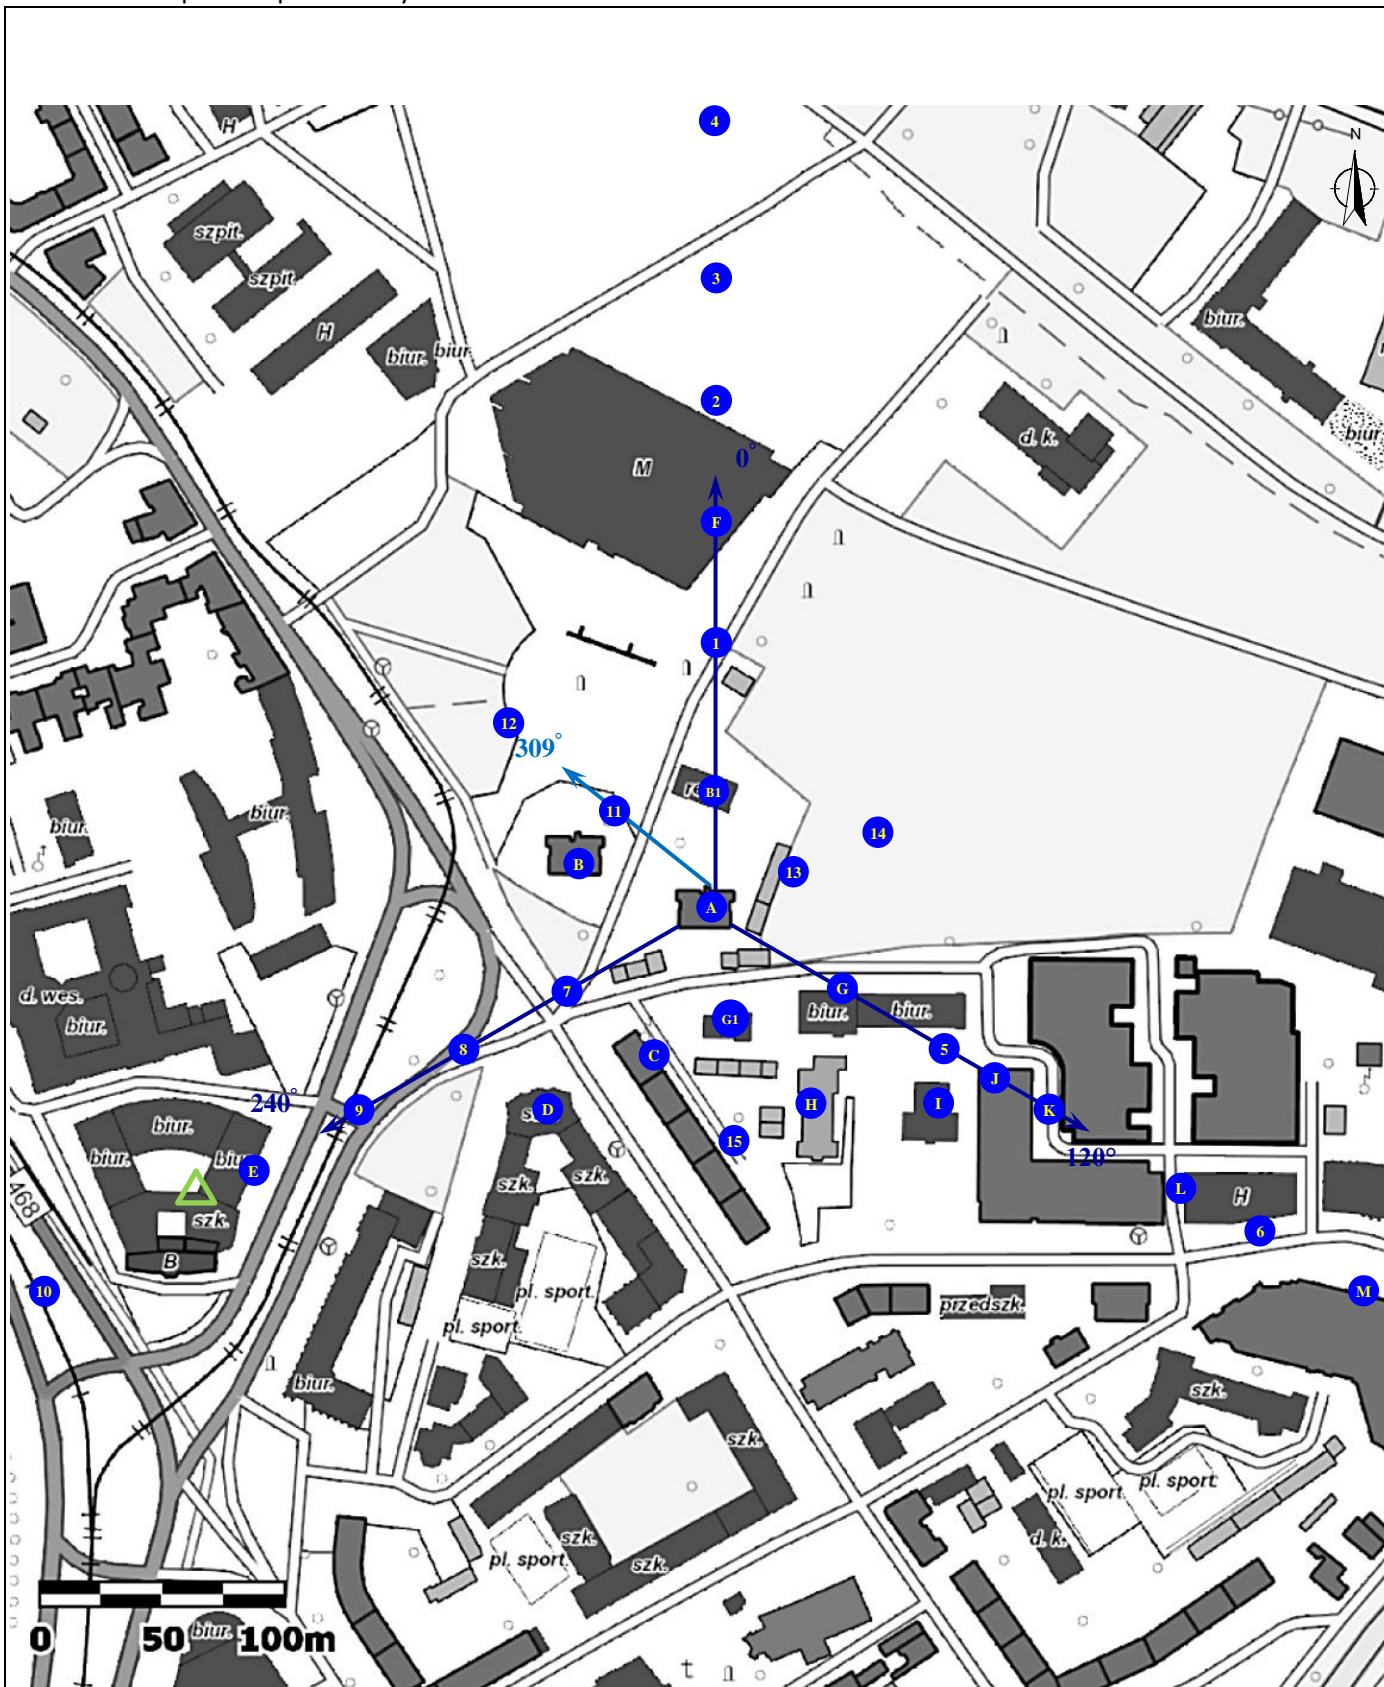 4
H
N
szpit.
3
szpit.
biur.
H
biur.
biur
2
biur
d. k.
0°
M
F
1
12
309°
re
B1
11
biur.
biur.
14
B
13
A
7
G
d. wes.
biur.
biur.
biur.
G1
8
5
C
J
240°
9
s
D
H
I
K
biur.
15
120°
biur.
biu
E
szk.
szk.
L
H
468
szk.
6
B
szk.
10
pl. sport.
M
przedszk.
pl. sport.
biur.
szk.
szk.
pl. sport.
pl. sport
szk.
d. k.
pl. sport.
szk.
0
50
biur.
100m
t